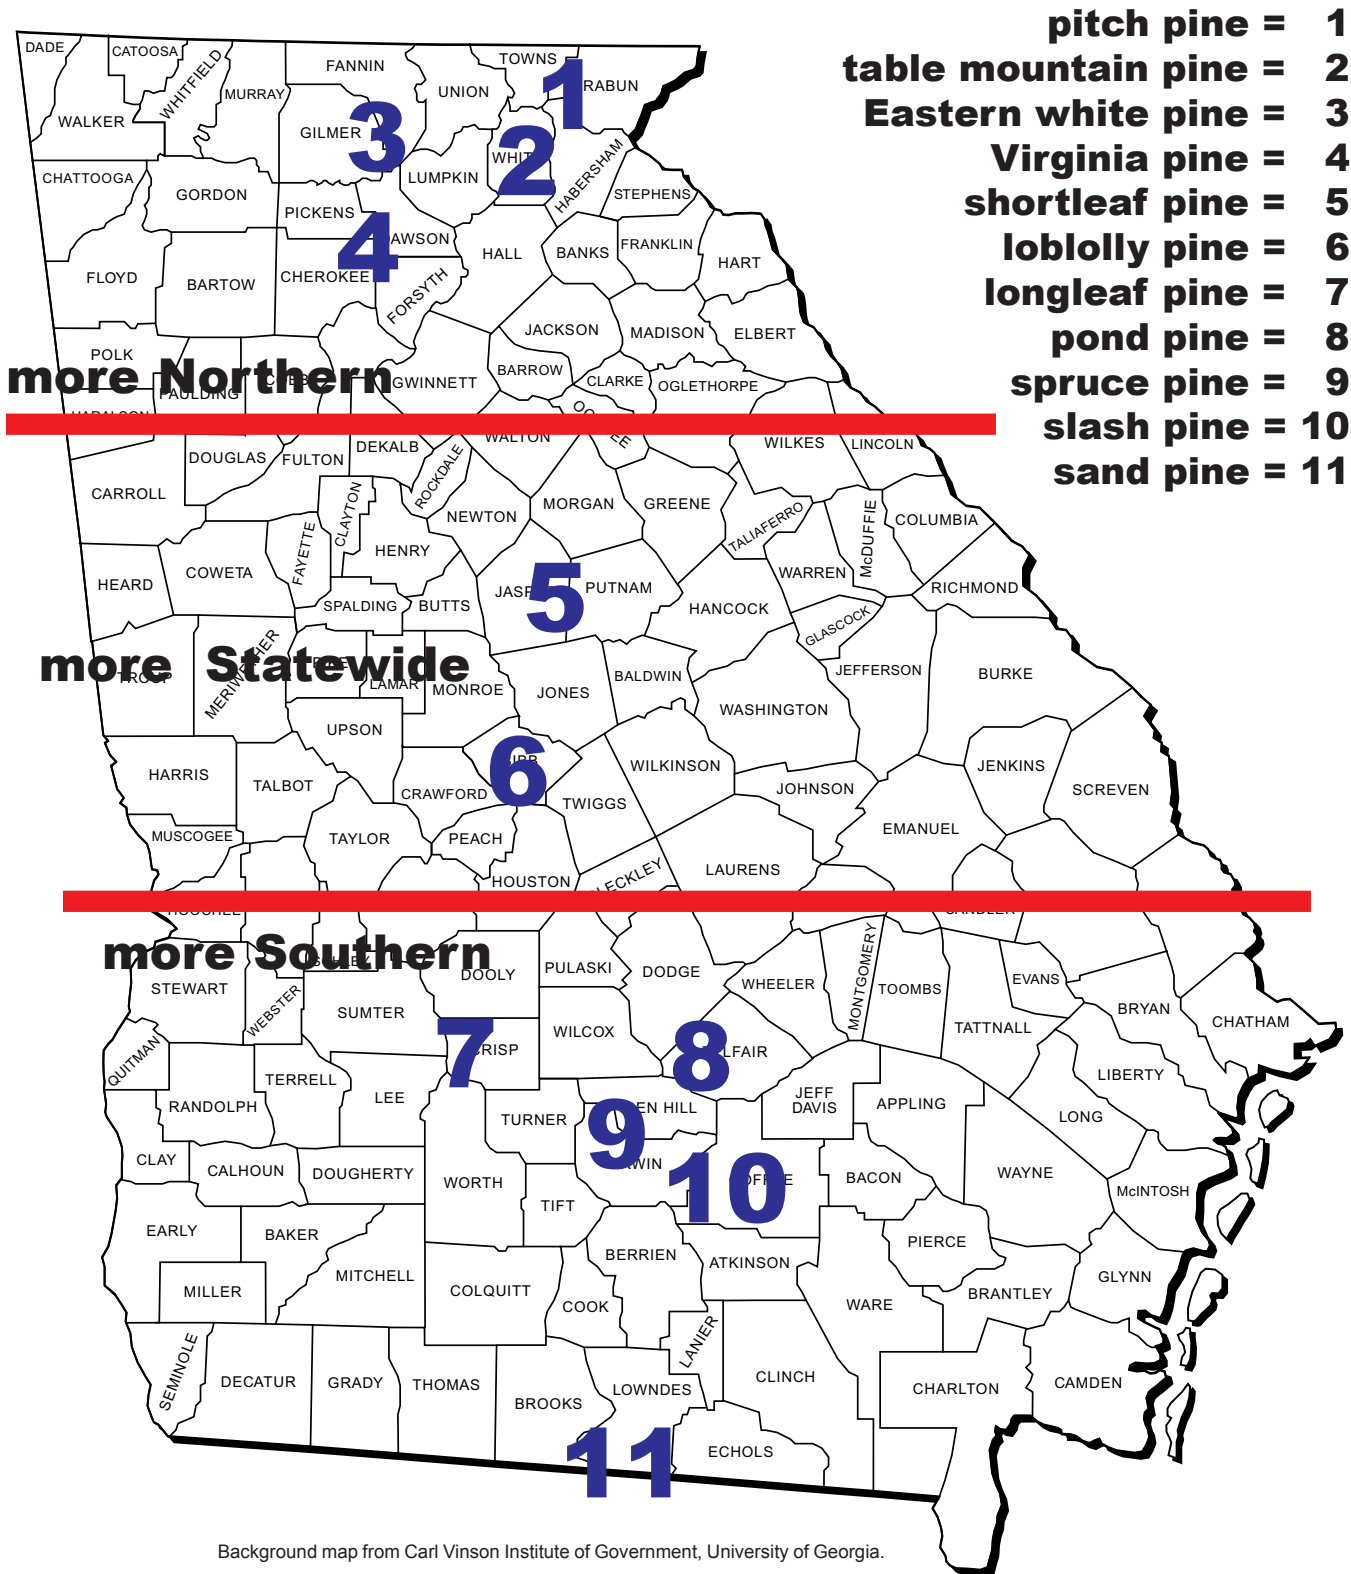 pitch pine = 1
table mountain pine = 2
Eastern white pine = 3
Virginia pine = 4
shortleaf pine = 5
loblolly pine = 6
longleaf pine = 7
pond pine = 8
spruce pine = 9
slash pine = 10
sand pine = 11
DADE
CATOOSA
WHITFIELD
FANNIN
TOWNS
1
RABUN
UNION
MURRAY
WALKER
GILMER
3
2
HABERSHAM
CHATTOOGA
LUMPKIN
GORDON
STEPHENS
PICKENS
4
HALL
BANKS
FRANKLIN
HART
FLOYD
BARTOW
CHEROKEE
FORSYTH
JACKSON
MADISON
ELBERT
POLK
BARROW
more Northern
PAULDING
GWINNETT
CLARKE
OGLETHORPE
WALTON
WILKES
LINCOLN
DOUGLAS
FULTON
DEKALB
ROCKDALE
CARROLL
NEWTON
MORGAN
GREENE
TALIAFERRO
McDUFFIE
COLUMBIA
CLAYTON
FAYETTE
HENRY
HEARD
COWETA
5
PUTNAM
WARREN
RICHMOND
SPALDING
BUTTS
HANCOCK
GLASCOCK
more Statewide
TROUP
MERIWETHER
LAMAR
MONROE
JONES
BALDWIN
JEFFERSON
BURKE
UPSON
WASHINGTON
6
HARRIS
TALBOT
CRAWFORD
TWIGGS
WILKINSON
JOHNSON
JENKINS
SCREVEN
MUSCOGEE
TAYLOR
PEACH
EMANUEL
HOUSTON
LAURENS
more Southern
STEWART
WEBSTER
SUMTER
DOOLY
PULASKI
DODGE
WHEELER
MONTGOMERY
TOOMBS
EVANS
BRYAN
CHATHAM
TATTNALL
QUITMAN
7
WILCOX
8
TERRELL
LEE
LIBERTY
RANDOLPH
TURNER
9
JEFF
DAVIS
APPLING
LONG
CLAY
CALHOUN
DOUGHERTY
WORTH
10
BACON
WAYNE
McINTOSH
TIFT
EARLY
BAKER
MITCHELL
BERRIEN
ATKINSON
PIERCE
GLYNN
MILLER
COLQUITT
COOK
WARE
BRANTLEY
LANIER
SEMINOLE
DECATUR
GRADY
THOMAS
BROOKS
LOWNDES
CLINCH
CHARLTON
CAMDEN
11
ECHOLS
Background map from Carl Vinson Institute of Government, University of Georgia.